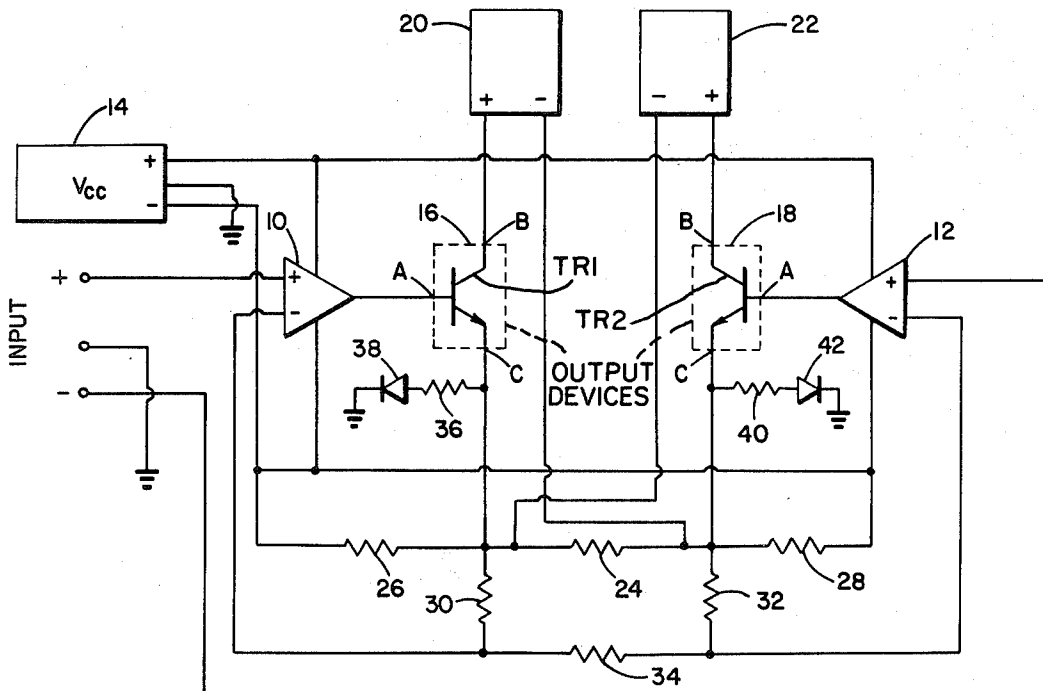 20
22
+ -
- +
14
+
Vcc
-
10
16
B
B
18
12
+
+
A
TR1
A
+
-
TR2
-
INPUT
C
OUTPUT
DEVICES
C
38
42
-
36
40
26
24
28
30
32
34